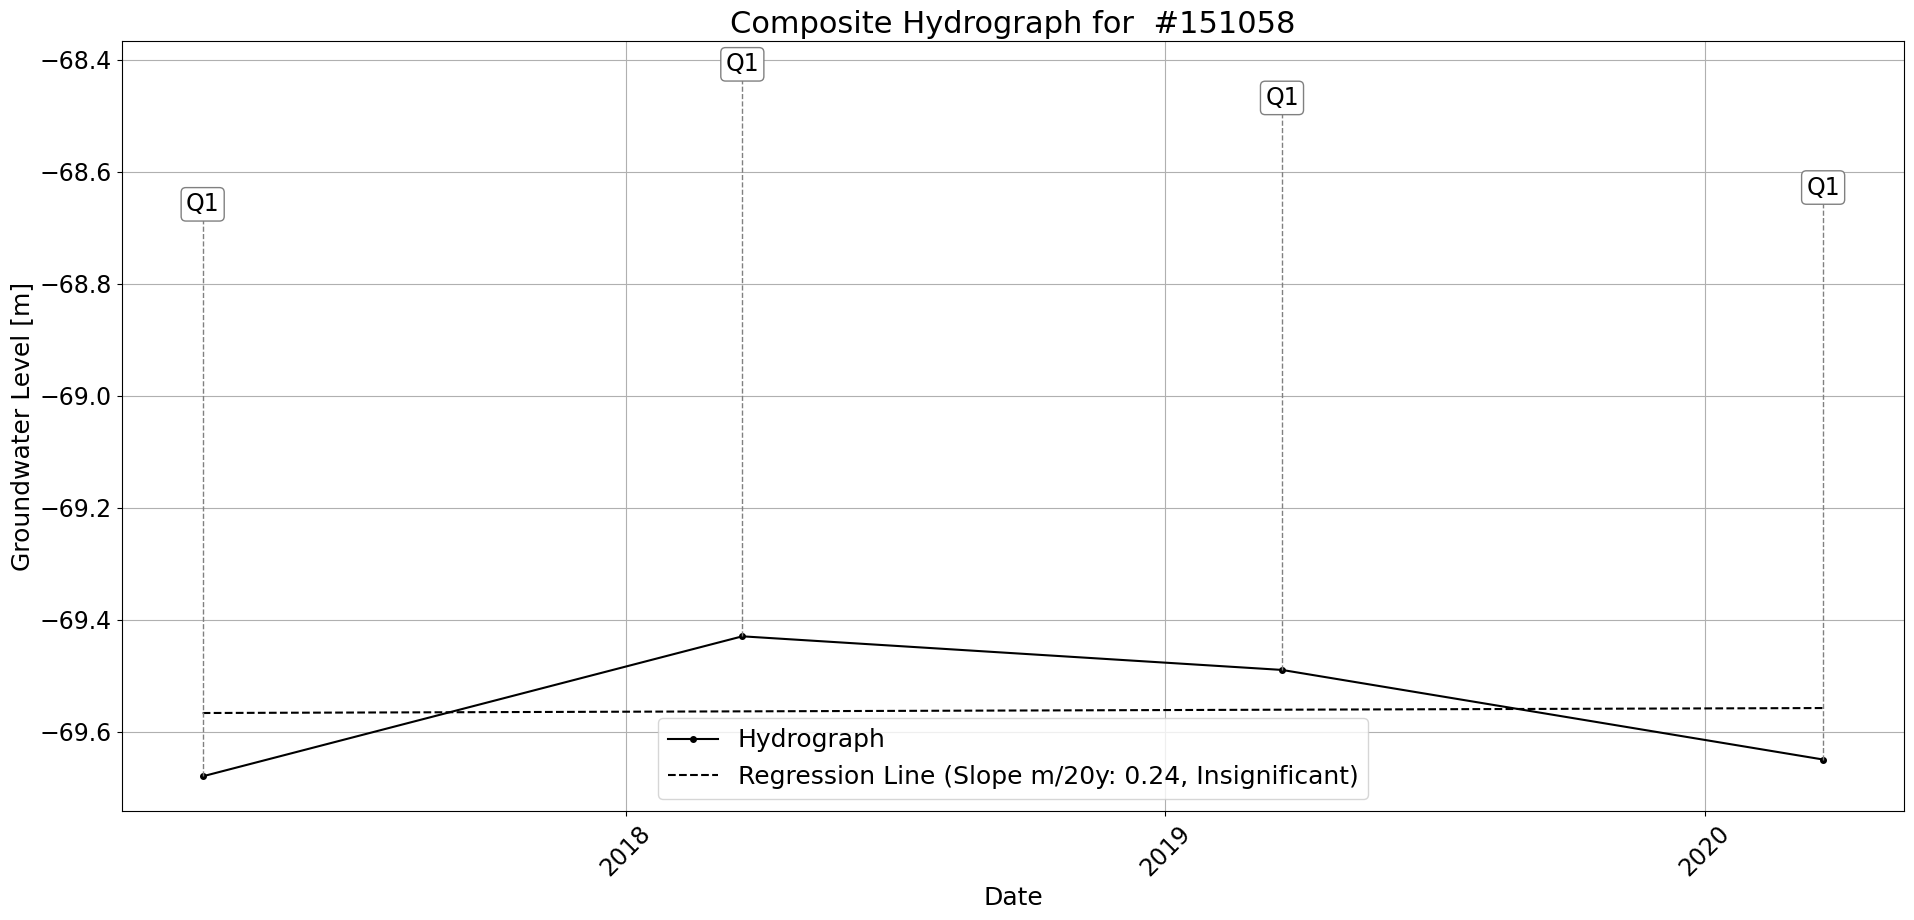 Composite Hydrograph for  #151058
Groundwater Level [m]
−68.4
−68.6
−68.8
−69.0
−69.2
−69.4
−69.6
Q1
Q1
Q1
Q1
Hydrograph
Regression Line (Slope m/20y: 0.24, Insignificant)
2018
2019
2020
Date